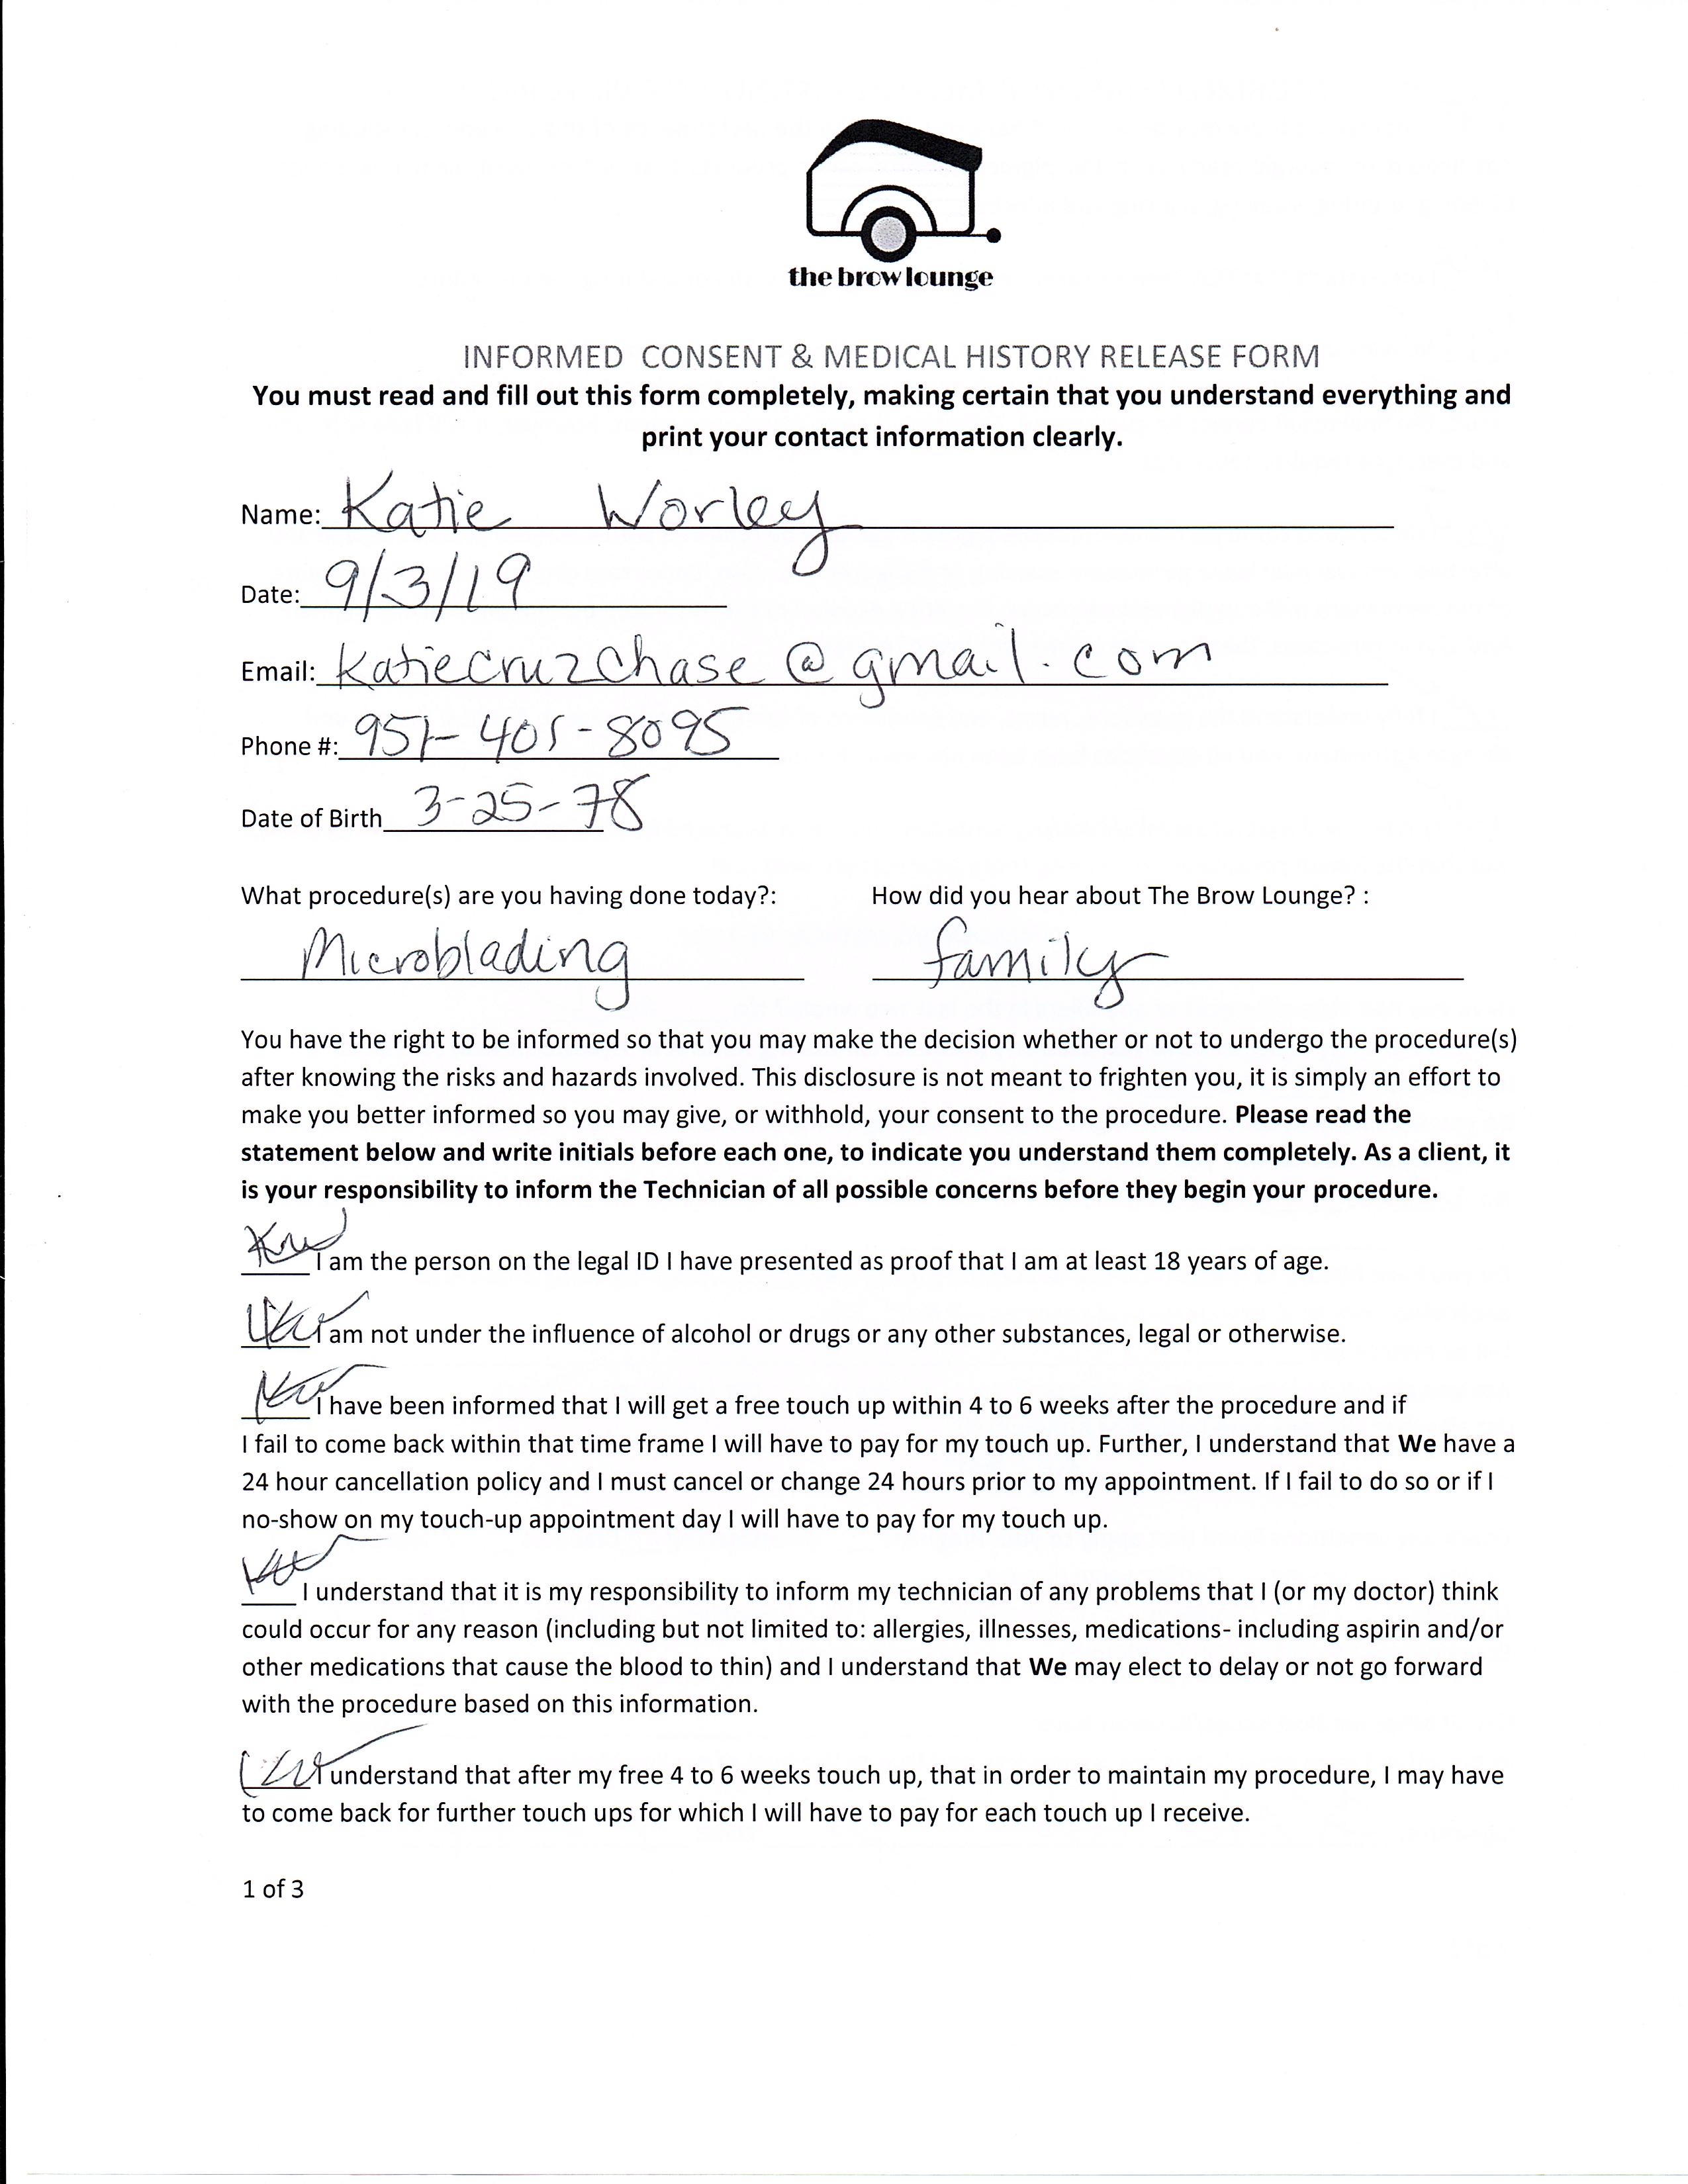 the brow lounge
INFORMED CONSENT & MEDICAL HISTORY RELEASE FORM
You must read and fill out this form completely, making certain that you understand everything and
print your contact information clearly.
Name: Katie Worley
Date: 9/3/19
Email: Katiecruzchase@gmail.com
Phone #: 951-405-8095
Date of Birth 3-25-78
What procedure(s) are you having done today?: How did you hear about The Brow Lounge? :
Microblading family
You have the right to be informed so that you may make the decision whether or not to undergo the procedure(s)
after knowing the risks and hazards involved. This disclosure is not meant to frighten you, it is simply an effort to
make you better informed so you may give, or withhold, your consent to the procedure. Please read the
statement below and write initials before each one, to indicate you understand them completely. As a client, it
is your responsibility to inform the Technician of all possible concerns before they begin your procedure.
KW I am the person on the legal ID I have presented as proof that I am at least 18 years of age.
KW I am not under the influence of alcohol or drugs or any other substances, legal or otherwise.
KW I have been informed that I will get a free touch up within 4 to 6 weeks after the procedure and if
I fail to come back within that time frame I will have to pay for my touch up. Further, I understand that We have a
24 hour cancellation policy and I must cancel or change 24 hours prior to my appointment. If I fail to do so or if I
no-show on my touch-up appointment day I will have to pay for my touch up.
KW I understand that it is my responsibility to inform my technician of any problems that I (or my doctor) think
could occur for any reason (including but not limited to: allergies, illnesses, medications- including aspirin and/or
other medications that cause the blood to thin) and I understand that We may elect to delay or not go forward
with the procedure based on this information.
KW I understand that after my free 4 to 6 weeks touch up, that in order to maintain my procedure, I may have
to come back for further touch ups for which I will have to pay for each touch up I receive.
1 of 3